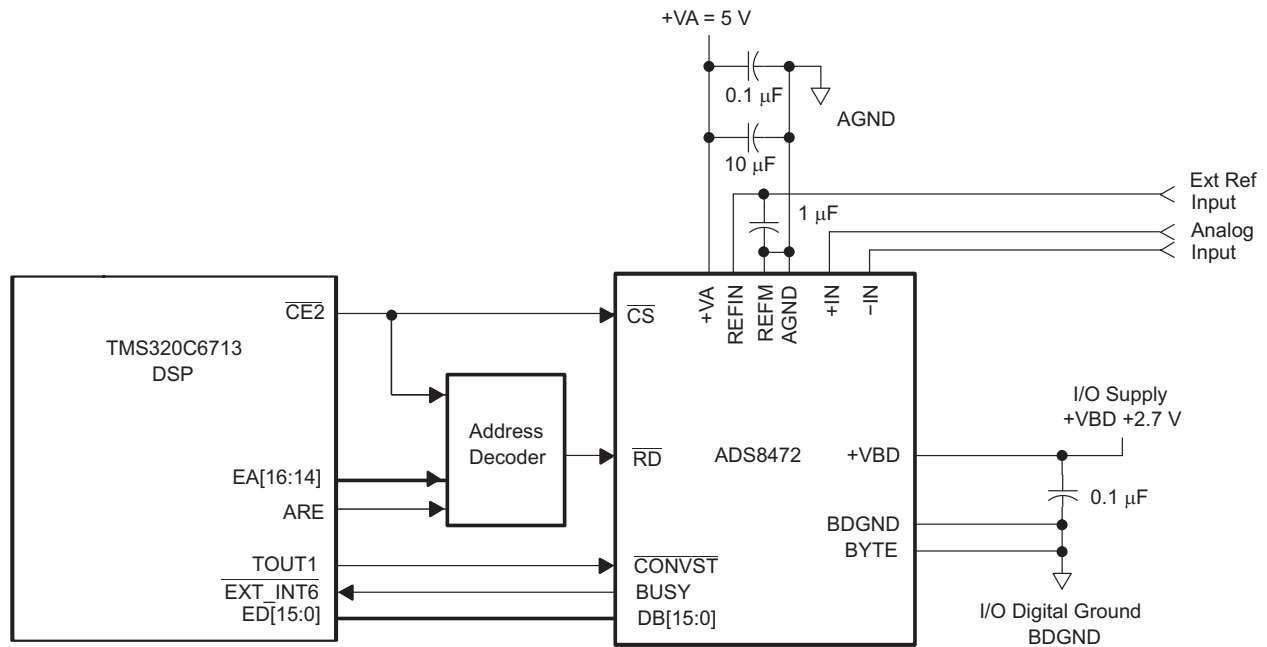 +VA = 5 V
0.1 μF
AGND
10 μF
Ext Ref
Input
1 μF
Analog
Input
+VA
REFIN
REFM
AGND
+IN
−IN
CE2
CS
TMS320C6713
DSP
Address
Decoder
I/O Supply
+VBD +2.7 V
RD
ADS8472
+VBD
EA[16:14]
0.1 μF
ARE
BDGND
BYTE
TOUT1
CONVST
EXT_INT6
BUSY
ED[15:0]
DB[15:0]
I/O Digital Ground
BDGND